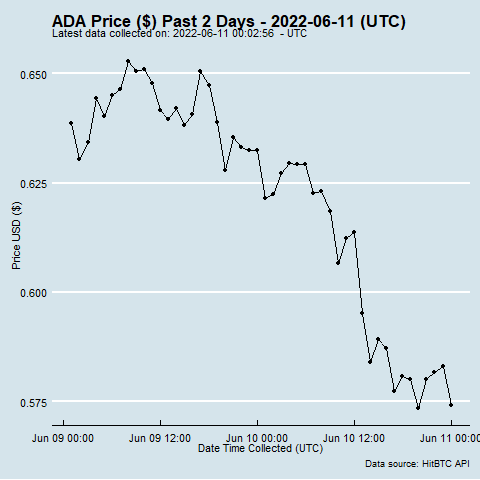 ADA Price ($) Past 2 Days - 2022-06-11 (UTC)
Latest data collected on: 2022-06-11 00:02:56  - UTC
0.650
0.625
0.600
0.575
Price USD ($)
Jun 09 00:00 Jun 09 12:00 Jun 10 00:00 Jun 10 12:00 Jun 11 00:00
Date Time Collected (UTC)
Data source: HitBTC API